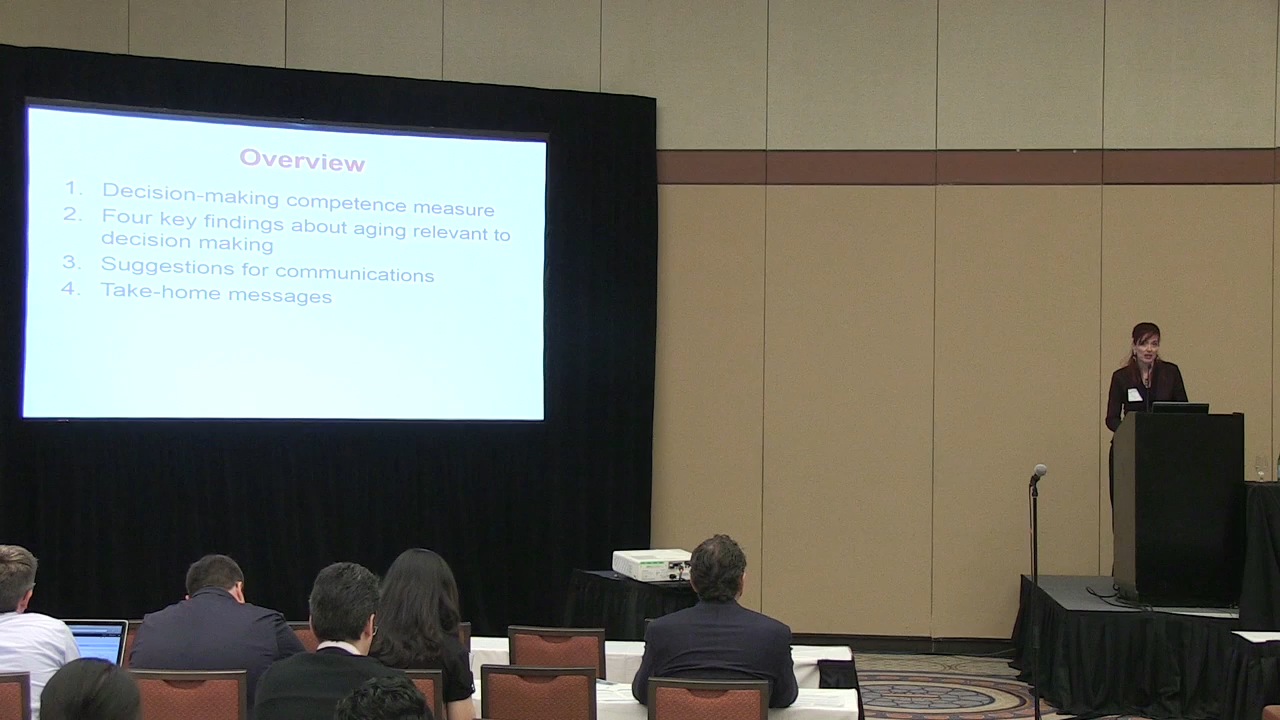 Overview
1. Decision-making competence measure
2. Four key findings about aging relevant to
decision making
3. Suggestions for communications
4. Take-home messages